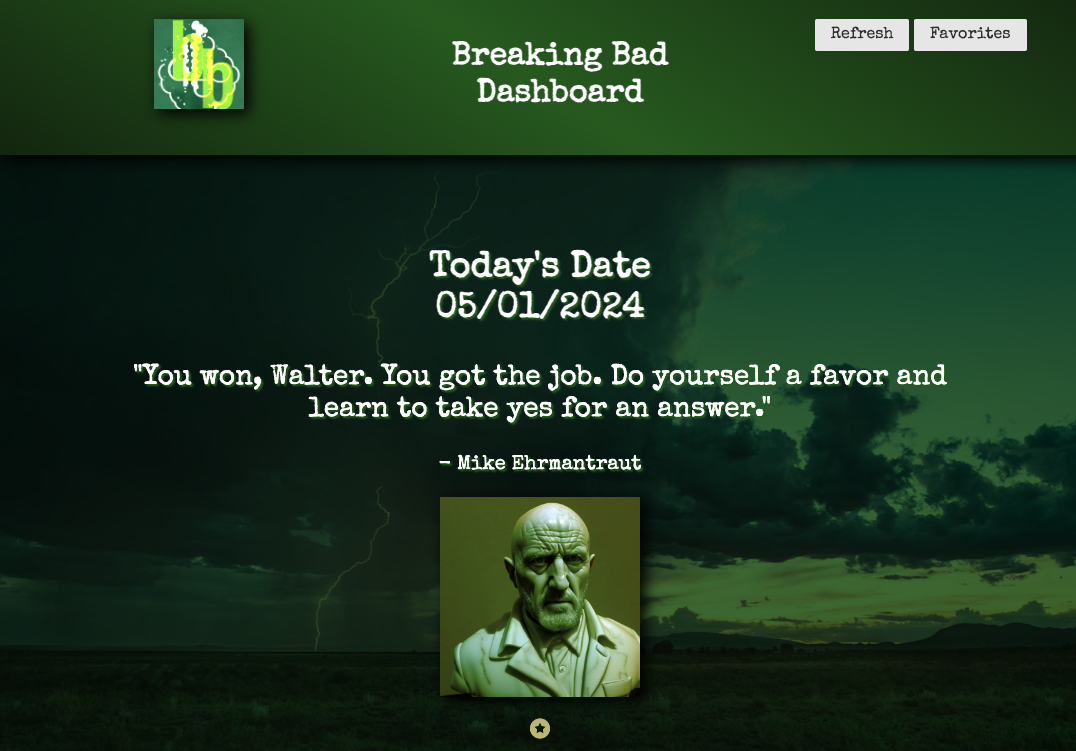 bb
Breaking Bad
Dashboard
Refresh
Favorites
Today's Date
05/01/2024
"You won, Walter. You got the job. Do yourself a favor and
learn to take yes for an answer."
– Mike Ehrmantraut